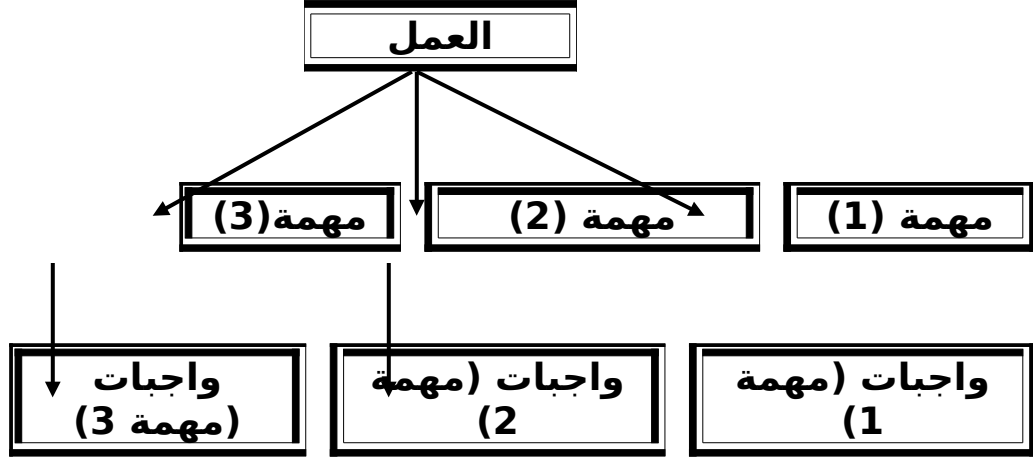 العمل
مهمة (1)
مهمة (2)
مهمة(3)
واجبات (مهمة
1)
واجبات (مهمة
2)
واجبات
(مهمة 3)